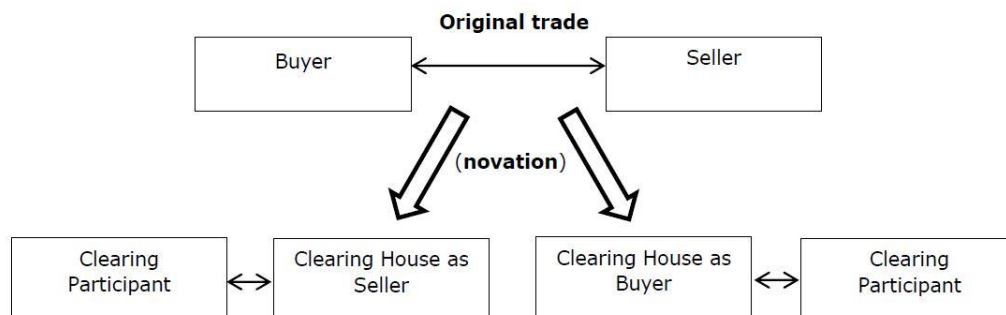 Original trade
Buyer
Seller
(novation)
Clearing
Participant
Clearing House as
Seller
Clearing House as
Buyer
Clearing
Participant